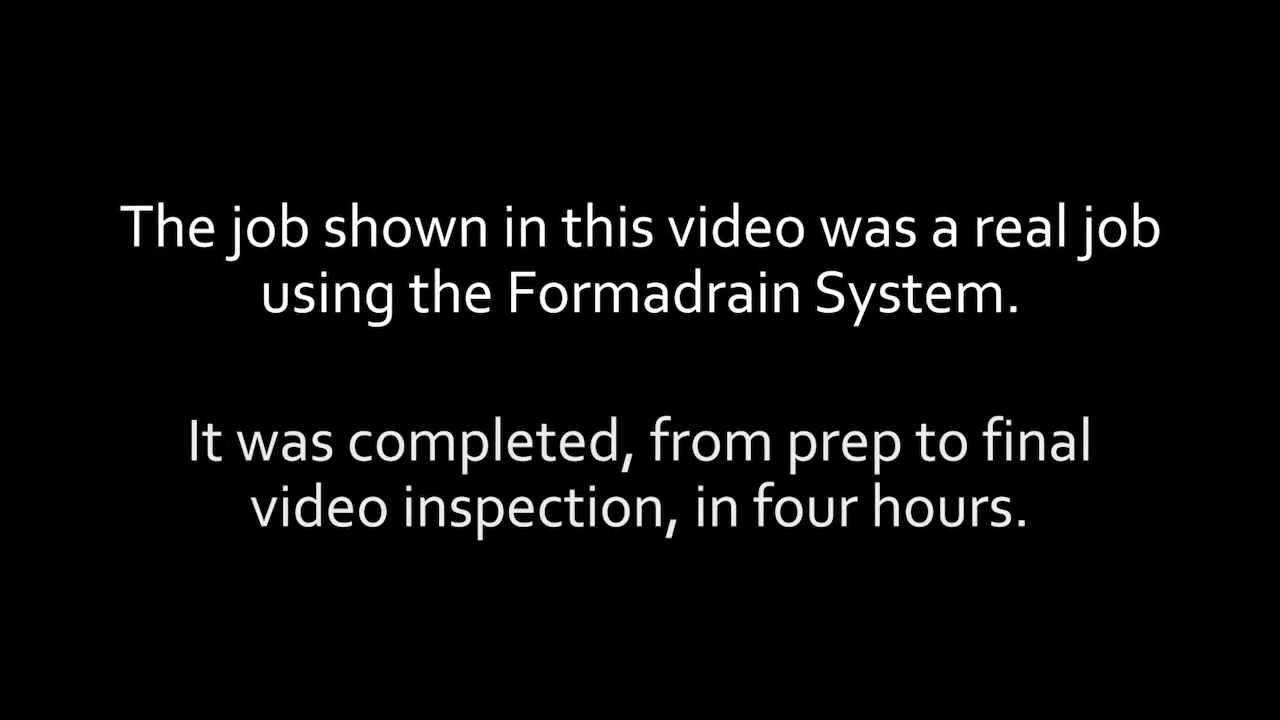 The job shown in this video was a real job
using the Formadrain System.
It was completed, from prep to final
video inspection, in four hours.